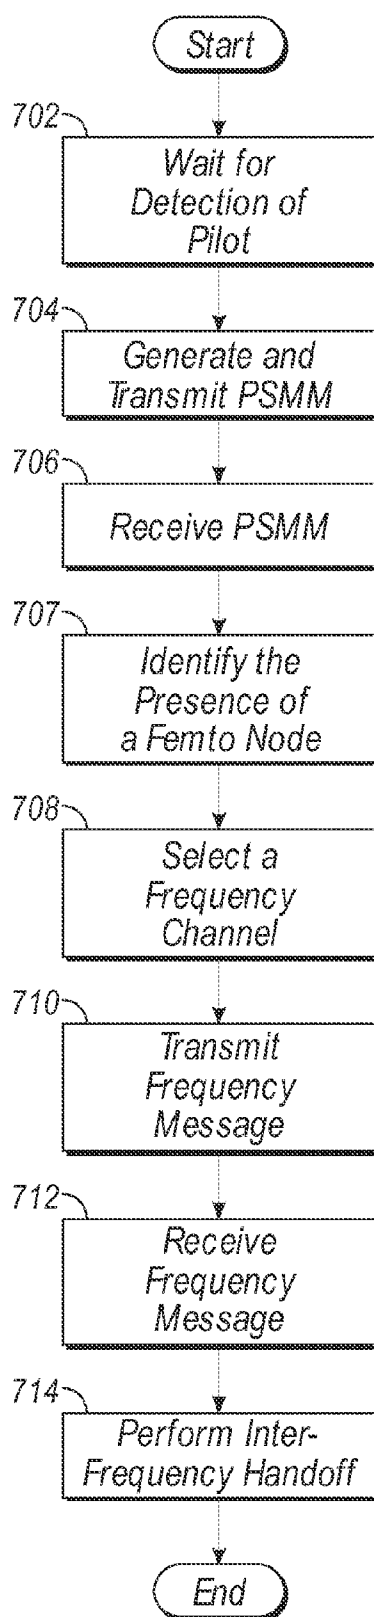 Start
702
Wait for
Detection of
Pilot
704
Generate and
Transmit PSMM
706
Receive PSMM
707
Identify the
Presence of
a Femto Node
708
Select a
Frequency
Channel
710
Transmit
Frequency
Message
712
Receive
Frequency
Message
714
Perform Inter-
Frequency Handoff
End